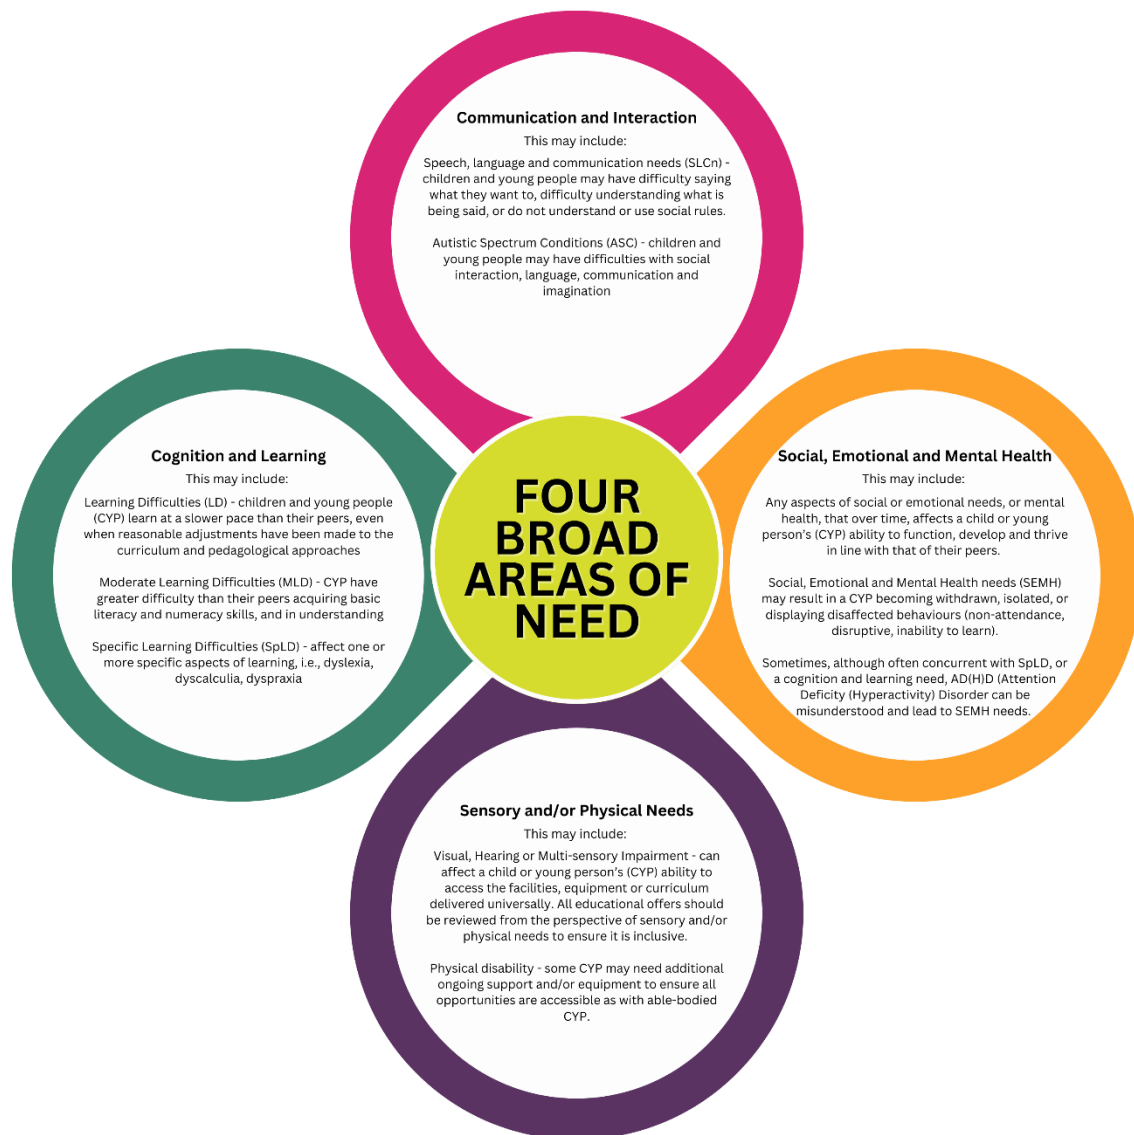 Communication and Interaction
This may include:
Speech, language and communication needs (SLCn) -
children and young people may have difficulty saying
what they want to, difficulty understanding what is
being said, or do not understand or use social rules.
Autistic Spectrum Conditions (ASC) - children and
young people may have difficulties with social
interaction, language, communication and
imagination
Cognition and Learning
This may include:
Learning Difficulties (LD) - children and young people
(CYP) learn at a slower pace than their peers, even
when reasonable adjustments have been made to the
curriculum and pedagological approaches
Moderate Learning Difficulties (MLD) - CYP have
greater difficulty than their peers acquiring basic
literacy and numeracy skills, and in understanding
Specific Learning Difficulties (SpLD) - affect one or
more specific aspects of learning, i.e., dyslexia,
dyscalculia, dyspraxia
FOUR
BROAD
AREAS OF
NEED
Social, Emotional and Mental Health
This may include:
Any aspects of social or emotional needs, or mental
health, that over time, affects a child or young
person's (CYP) ability to function, develop and thrive
in line with that of their peers.
Social, Emotional and Mental Health needs (SEMH)
may result in a CYP becoming withdrawn, isolated, or
displaying disaffected behaviours (non-attendance,
disruptive, inability to learn).
Sometimes, although often concurrent with SpLD, or
a cognition and learning need, AD(H)D (Attention
Deficity (Hyperactivity) Disorder can be
misunderstood and lead to SEMH needs.
Sensory and/or Physical Needs
This may include:
Visual, Hearing or Multi-sensory Impairment - can
affect a child or young person's (CYP) ability to
access the facilities, equipment or curriculum
delivered universally. All educational offers should
be reviewed from the perspective of sensory and/or
physical needs to ensure it is inclusive.
Physical disability - some CYP may need additional
ongoing support and/or equipment to ensure all
opportunities are accessible as with able-bodied
CYP.